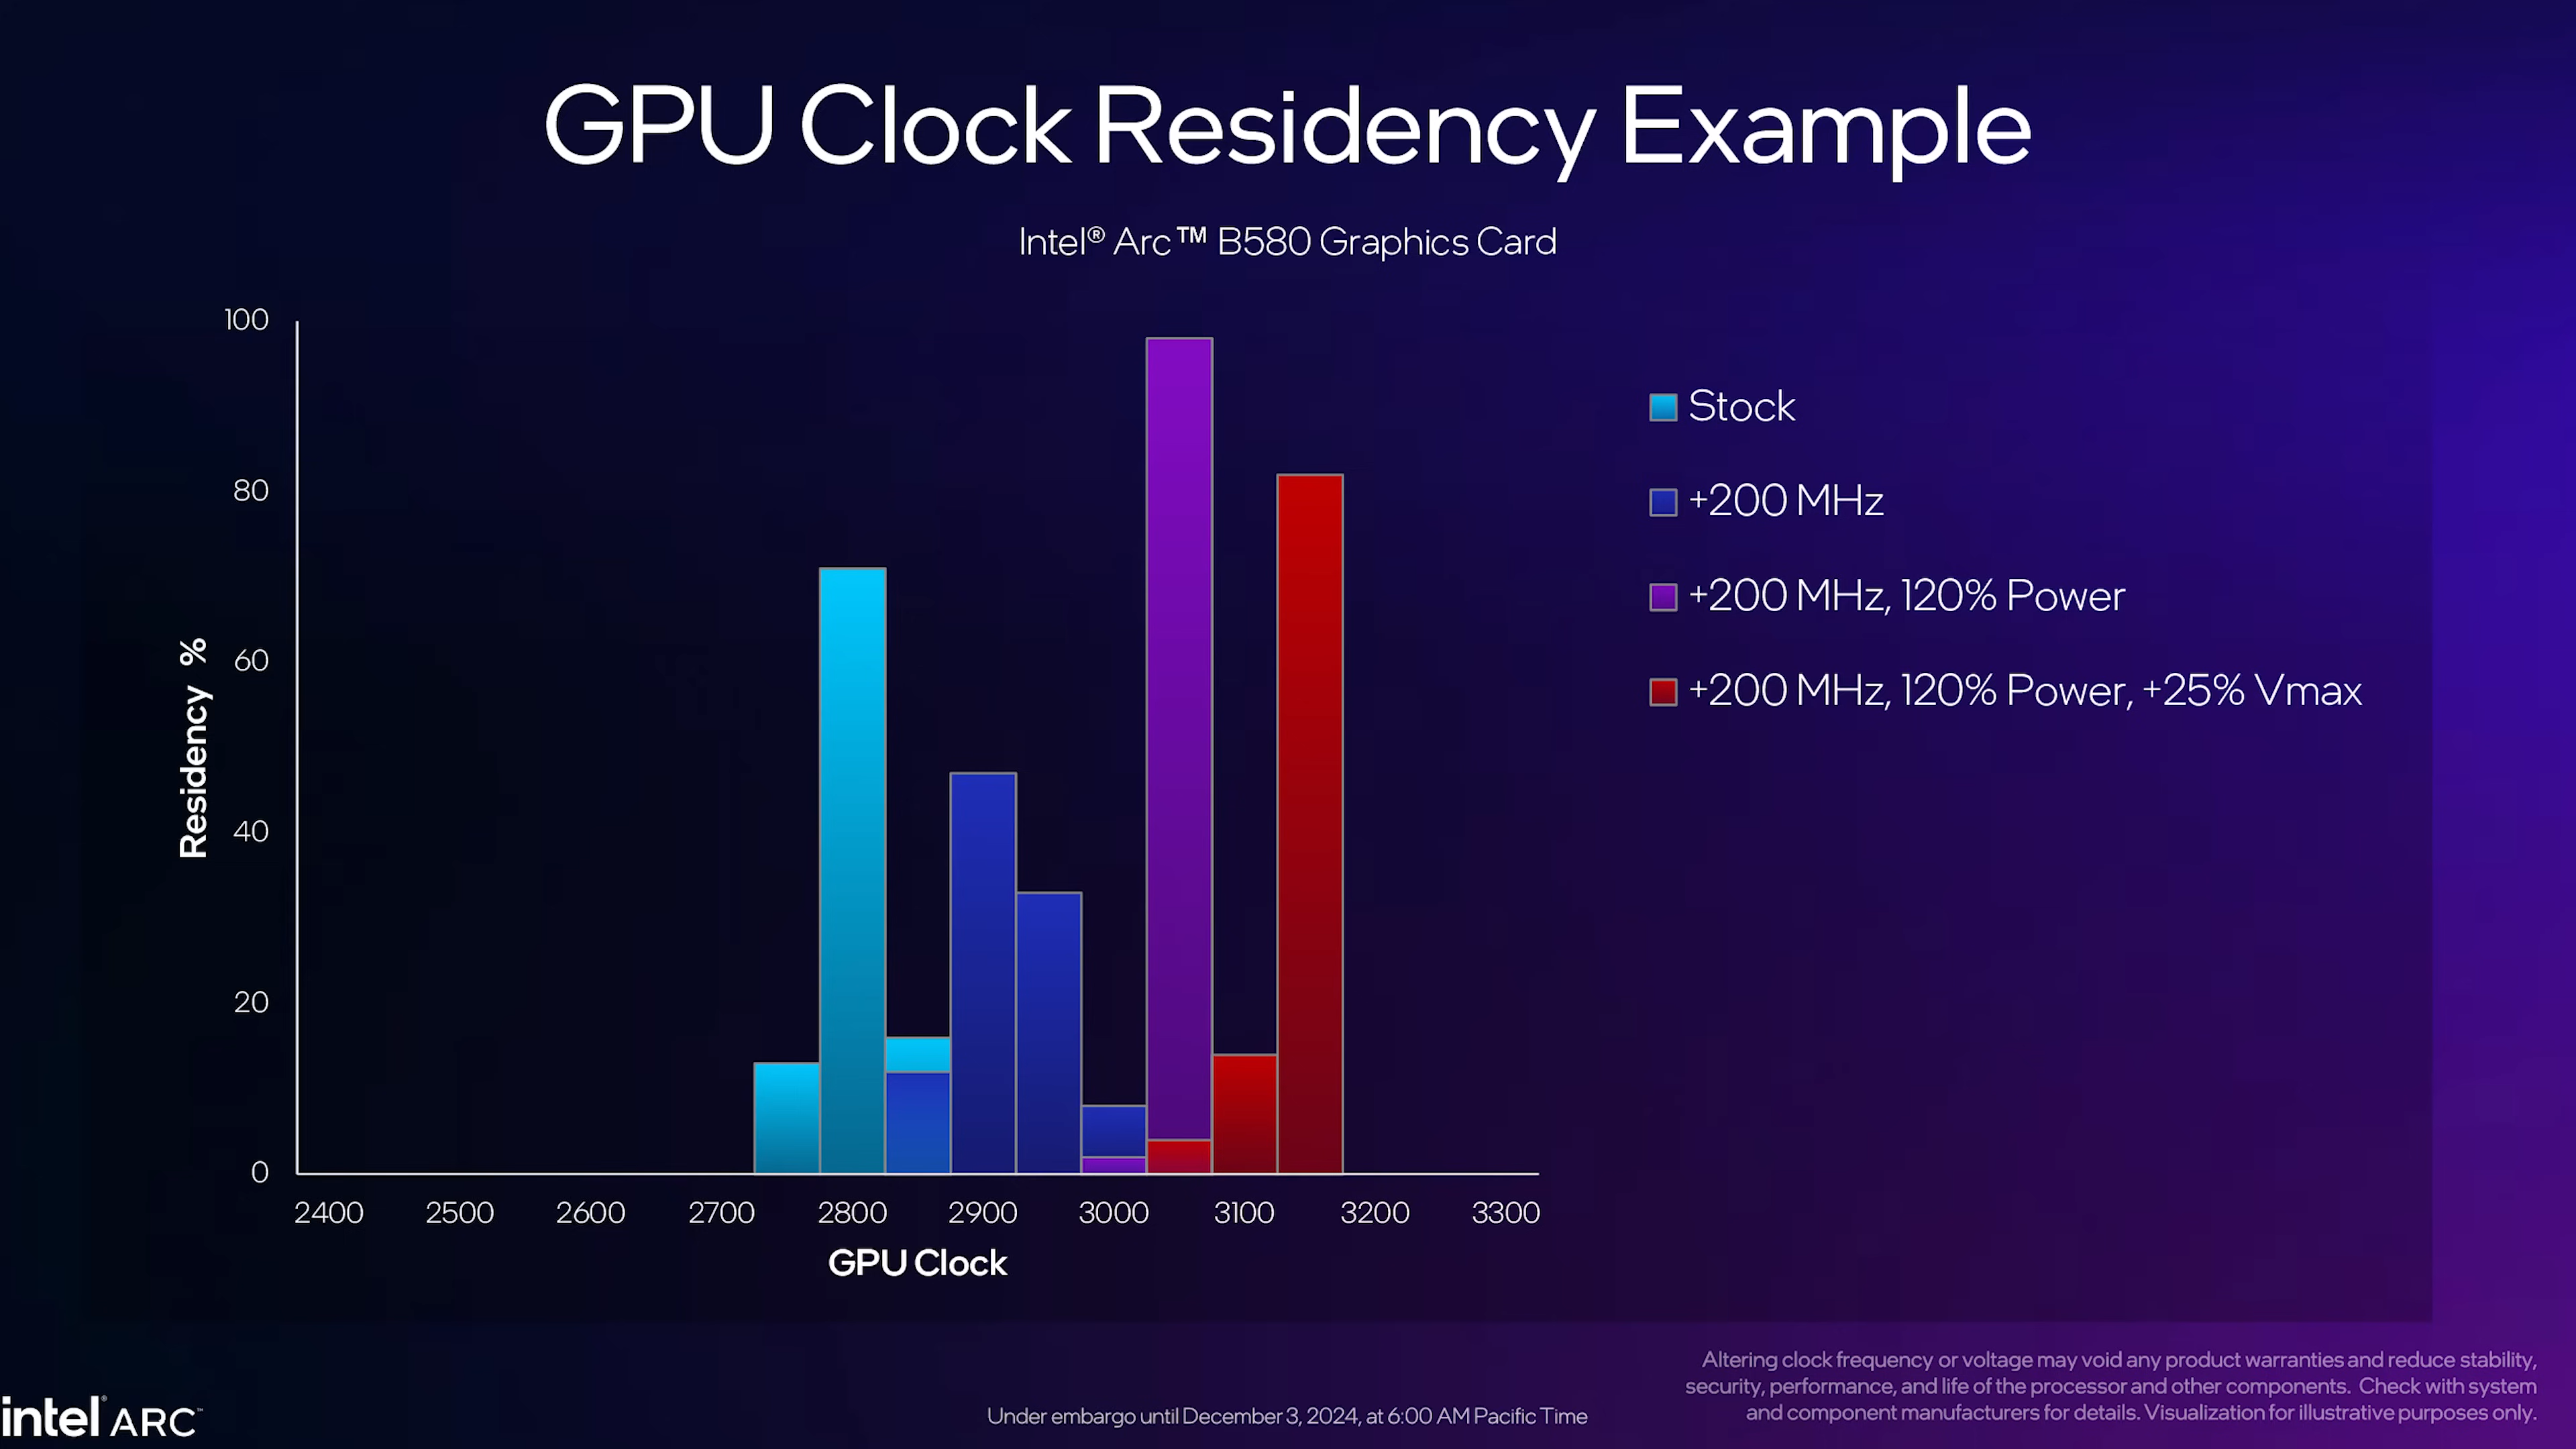 GPU Clock Residency Example
Intel® Arc™ B580 Graphics Card
100
80
60
40
20
0
Residency %
2400 2500 2600 2700 2800 2900 3000 3100 3200 3300
GPU Clock
Stock
+200 MHz
+200 MHz, 120% Power
+200 MHz, 120% Power, +25% Vmax
Altering clock frequency or voltage may void any product warranties and reduce stability,
security, performance, and life of the processor and other components. Check with system
and component manufacturers for details. Visualization for illustrative purposes only.
Under embargo until December 3, 2024, at 6:00 AM Pacific Time
intel® ARC™